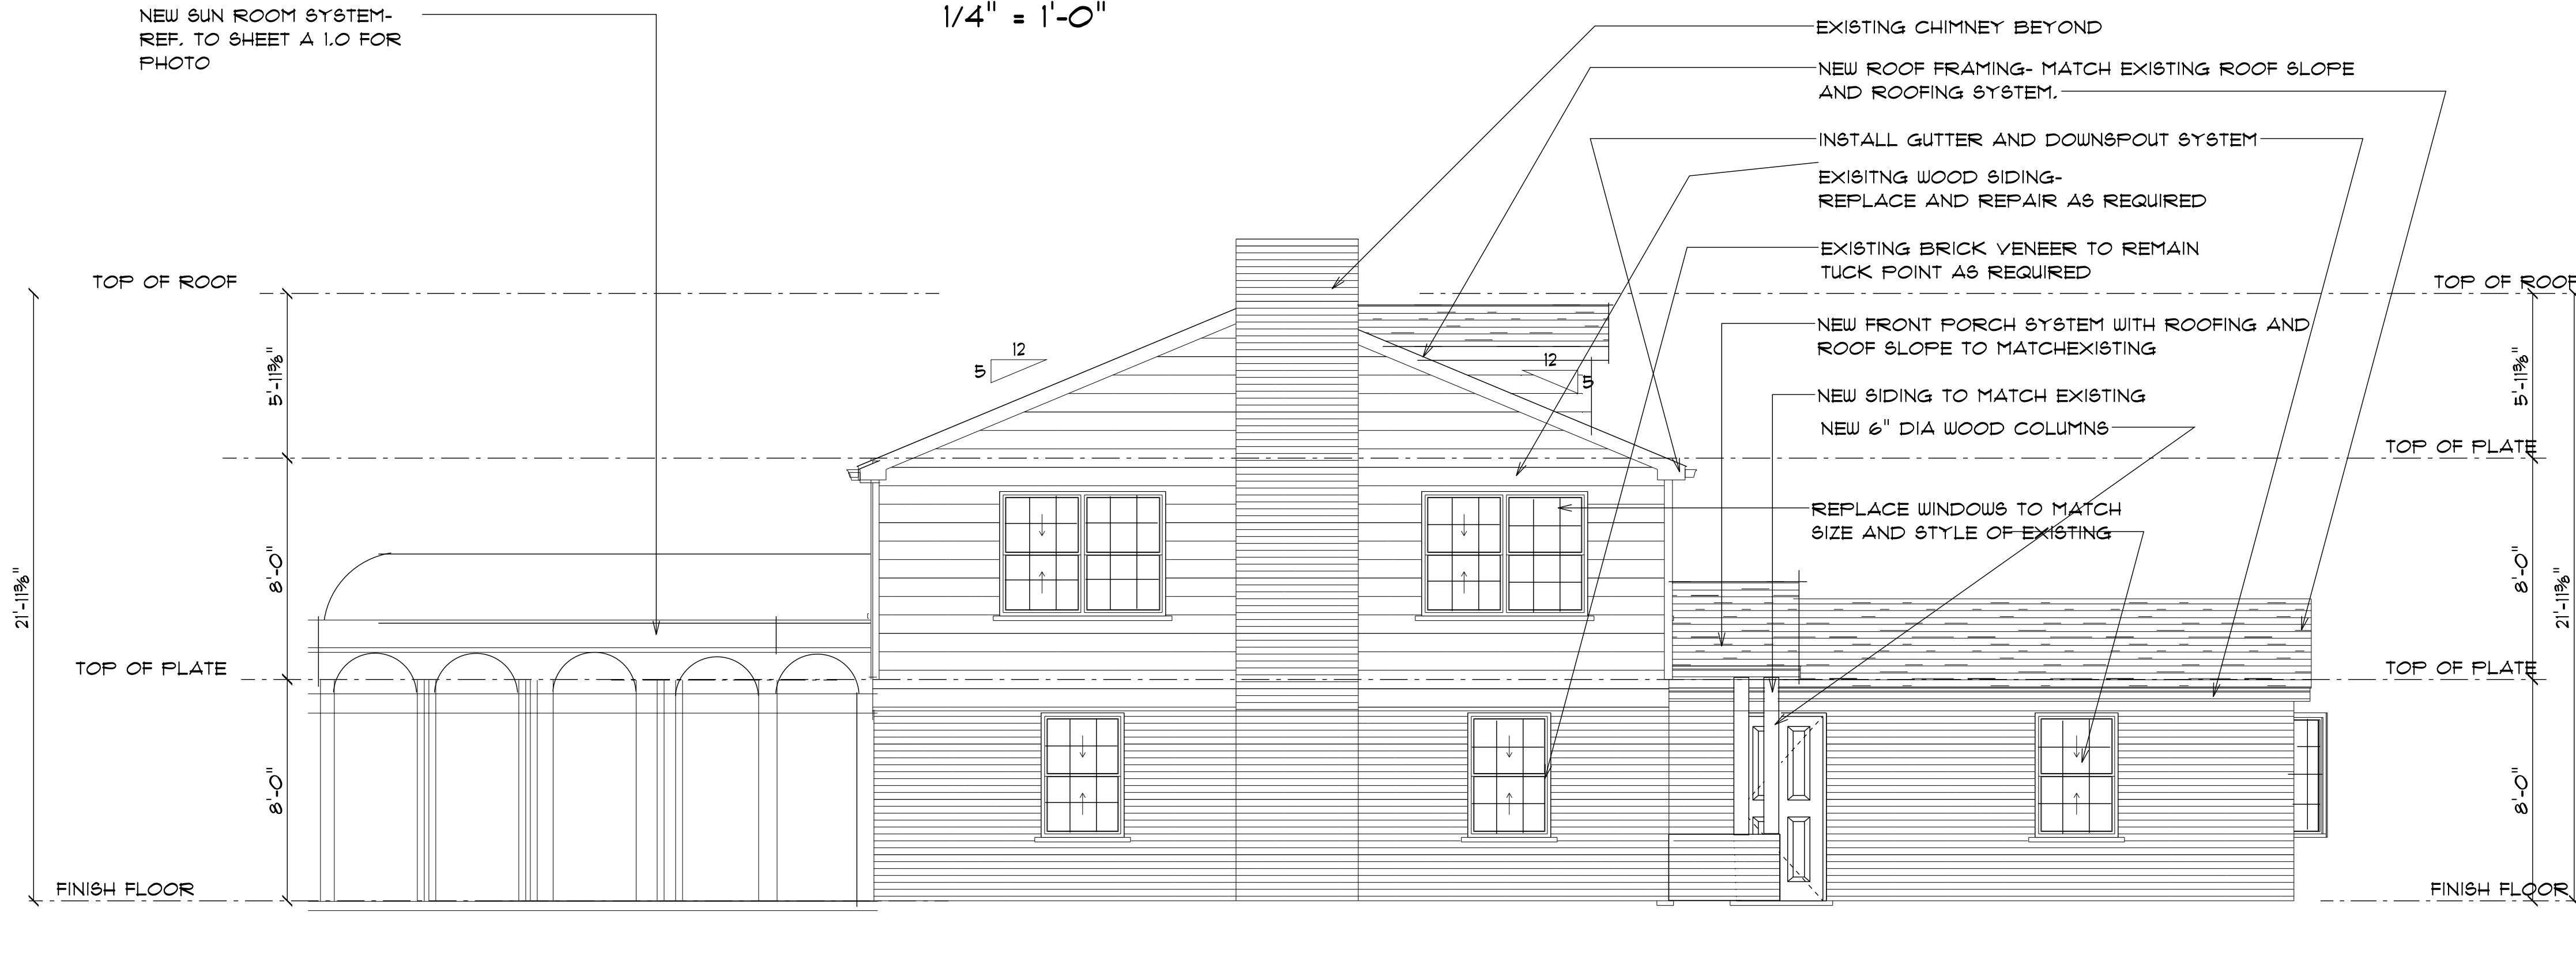 NEW SUN ROOM SYSTEM-
REF. TO SHEET A 1.0 FOR
PHOTO
1/4" = 1'-0"
EXISTING CHIMNEY BEYOND
NEW ROOF FRAMING- MATCH EXISTING ROOF SLOPE
AND ROOFING SYSTEM.
INSTALL GUTTER AND DOWNSPOUT SYSTEM
EXISITNG WOOD SIDING-
REPLACE AND REPAIR AS REQUIRED
EXISTING BRICK VENEER TO REMAIN
TUCK POINT AS REQUIRED
TOP OF ROOF
TOP OF ROOF
NEW FRONT PORCH SYSTEM WITH ROOFING AND
ROOF SLOPE TO MATCHEXISTING
12
5
12
5
5'-11⅜"
5'-11⅜"
NEW SIDING TO MATCH EXISTING
NEW 6" DIA WOOD COLUMNS
TOP OF PLATE
REPLACE WINDOWS TO MATCH
SIZE AND STYLE OF EXISTING
21'-11⅜"
8'-0"
8'-0"
21'-11⅜"
TOP OF PLATE
TOP OF PLATE
8'-0"
8'-0"
FINISH FLOOR
FINISH FLOOR